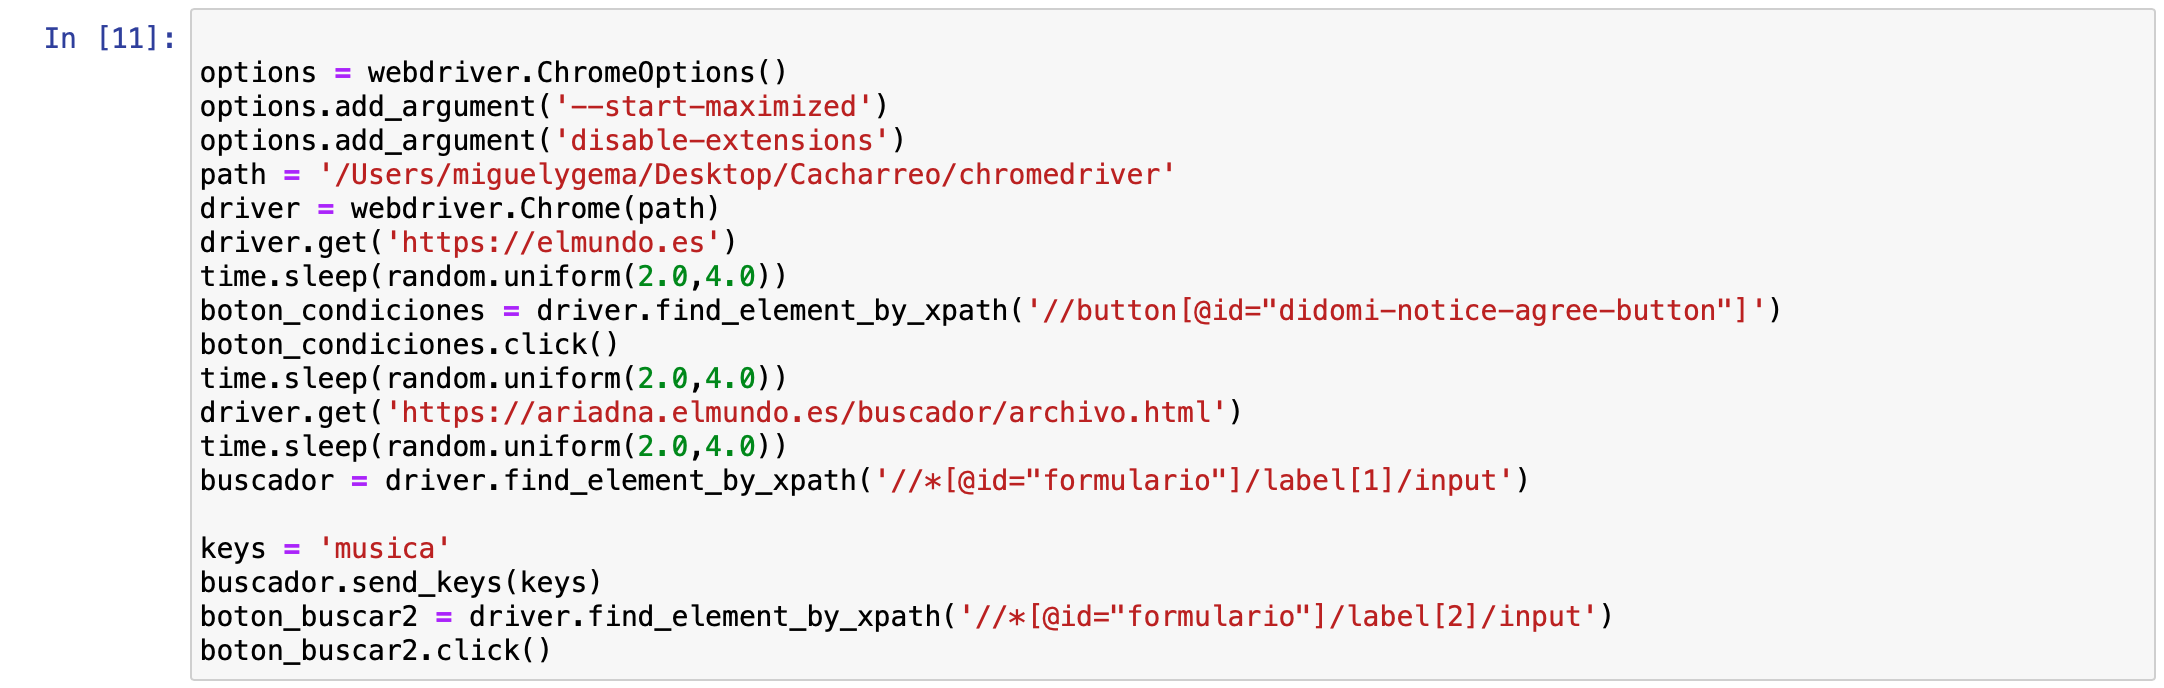 In [11]:
options = webdriver.ChromeOptions()
options.add_argument('--start-maximized')
options.add_argument('disable-extensions')
path = '/Users/miguelygema/Desktop/Cacharreo/chromedriver'
driver = webdriver.Chrome(path)
driver.get('https://elmundo.es')
time.sleep(random.uniform(2.0,4.0))
boton_condiciones = driver.find_element_by_xpath('//button[@id="didomi-notice-agree-button"]')
boton_condiciones.click()
time.sleep(random.uniform(2.0,4.0))
driver.get('https://ariadna.elmundo.es/buscador/archivo.html')
time.sleep(random.uniform(2.0,4.0))
buscador = driver.find_element_by_xpath('//*[@id="formulario"]/label[1]/input')
keys = 'musica'
buscador.send_keys(keys)
boton_buscar2 = driver.find_element_by_xpath('//*[@id="formulario"]/label[2]/input')
boton_buscar2.click()